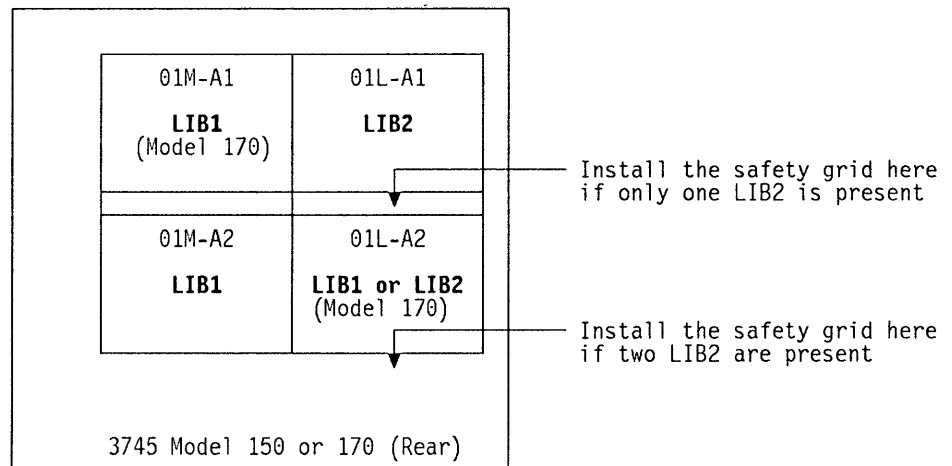 01M-A1
LIB1
(Model 170)
01L-A1
LIB2
Install the safety grid here
if only one LIB2 is present
01M-A2
LIB1
01L-A2
LIB1 or LIB2
(Model 170)
Install the safety grid here
if two LIB2 are present
3745 Model 150 or 170 (Rear)